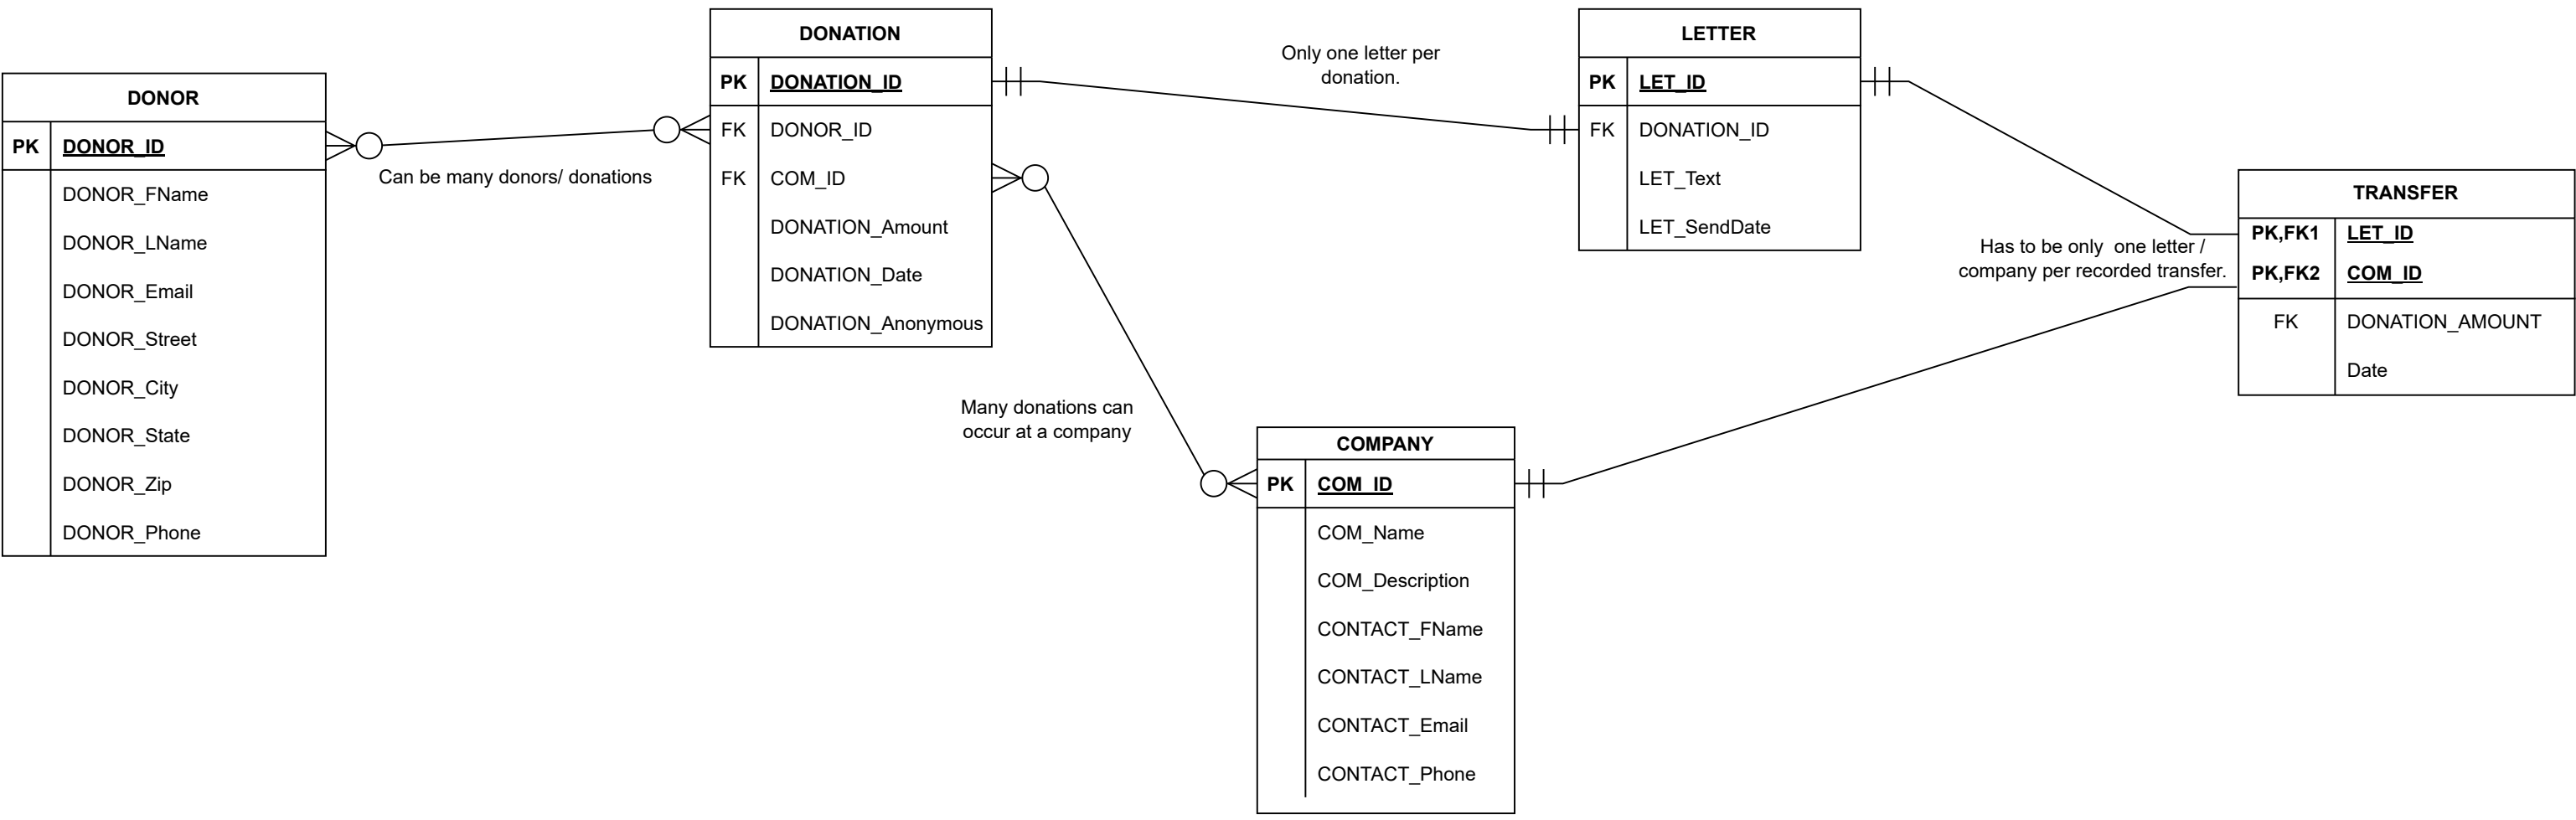 DONOR
PK DONOR_ID
DONOR_FName
DONOR_LName
DONOR_Email
DONOR_Street
DONOR_City
DONOR_State
DONOR_Zip
DONOR_Phone
Can be many donors/ donations
DONATION
PK DONATION_ID
FK DONOR_ID
FK COM_ID
DONATION_Amount
DONATION_Date
DONATION_Anonymous
Only one letter per
donation.
LETTER
PK LET_ID
FK DONATION_ID
LET_Text
LET_SendDate
Many donations can
occur at a company
COMPANY
PK COM_ID
COM_Name
COM_Description
CONTACT_FName
CONTACT_LName
CONTACT_Email
CONTACT_Phone
Has to be only one letter /
company per recorded transfer.
TRANSFER
PK,FK1 LET_ID
PK,FK2 COM_ID
FK DONATION_AMOUNT
Date